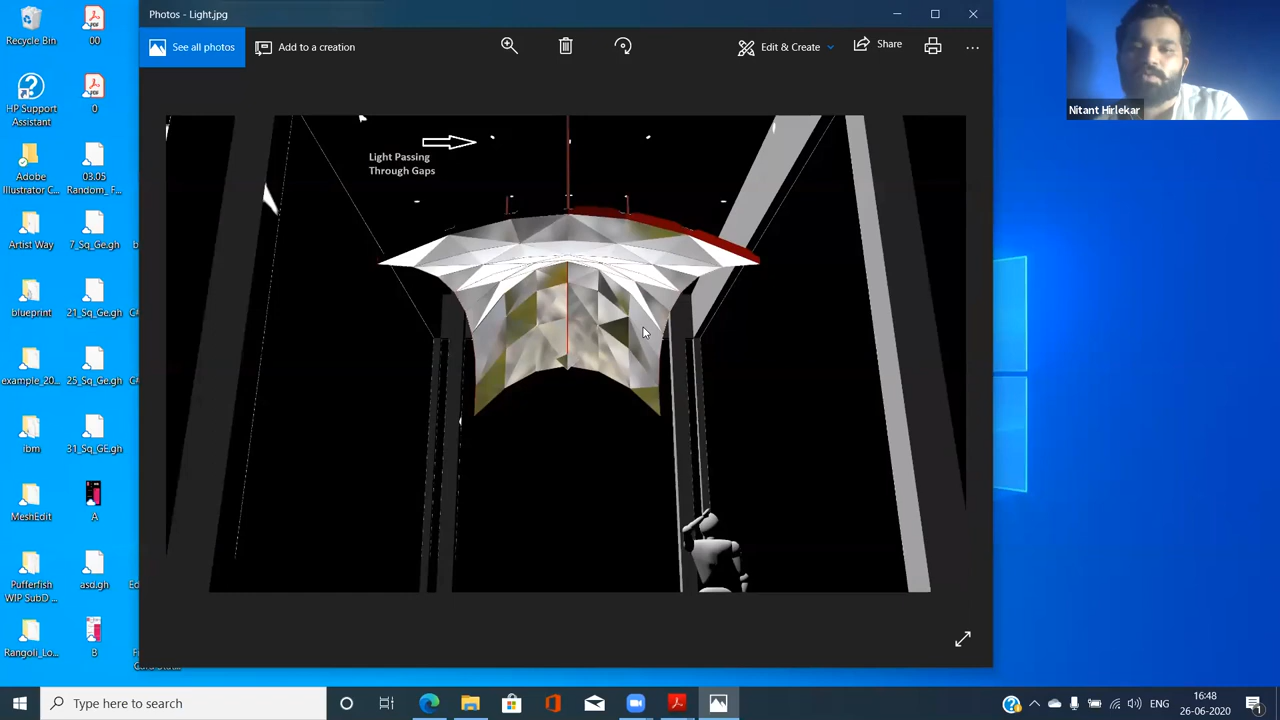 Photos - Light.jpg
See all photos
Add to a creation
Edit & Create
Share
Nitant Hirlekar
Light Passing
Through Gaps
Recycle Bin
00
HP Support
Assistant
0
Adobe
Illustrator C...
03.05
Random_ F...
Artist Way
7_Sq_Ge.gh
blueprint
21_Sq_Ge.gh
example_20...
25_Sq_Ge.gh
ibm
31_Sq_GE.gh
MeshEdit
A
Pufferfish
WIP SubD ...
asd.gh
Rangoli_Lo...
B
Type here to search
ENG
16:48
26-06-2020
1